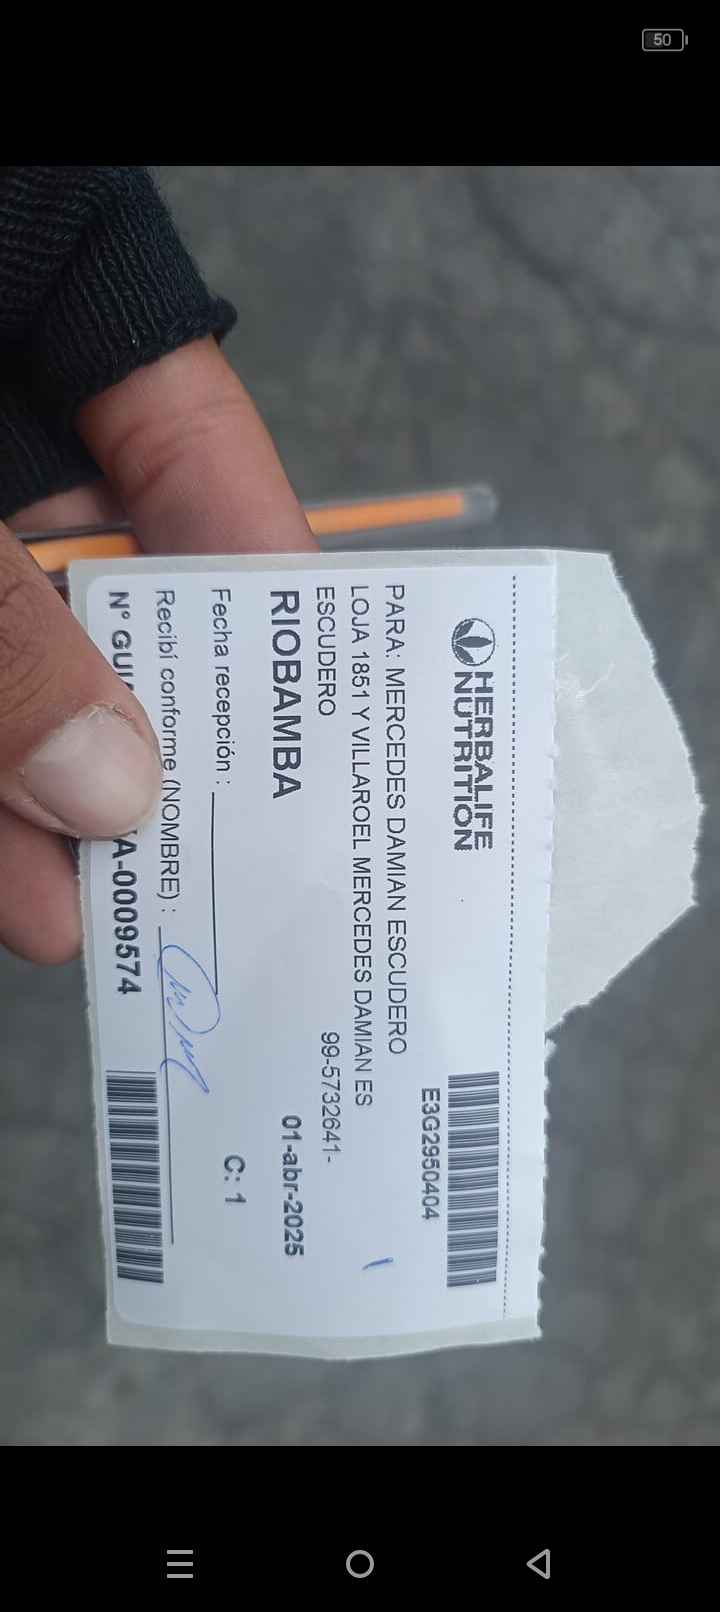 50
HERBALIFE
NUTRITION
E3G2950404
PARA: MERCEDES DAMIAN ESCUDERO
LOJA 1851 Y VILLAROEL MERCEDES DAMIAN ES
ESCUDERO 99-5732641-
RIOBAMBA 01-abr-2025
Fecha recepción : C: 1
Recibí conforme (NOMBRE) :
N° GUI A-0009574